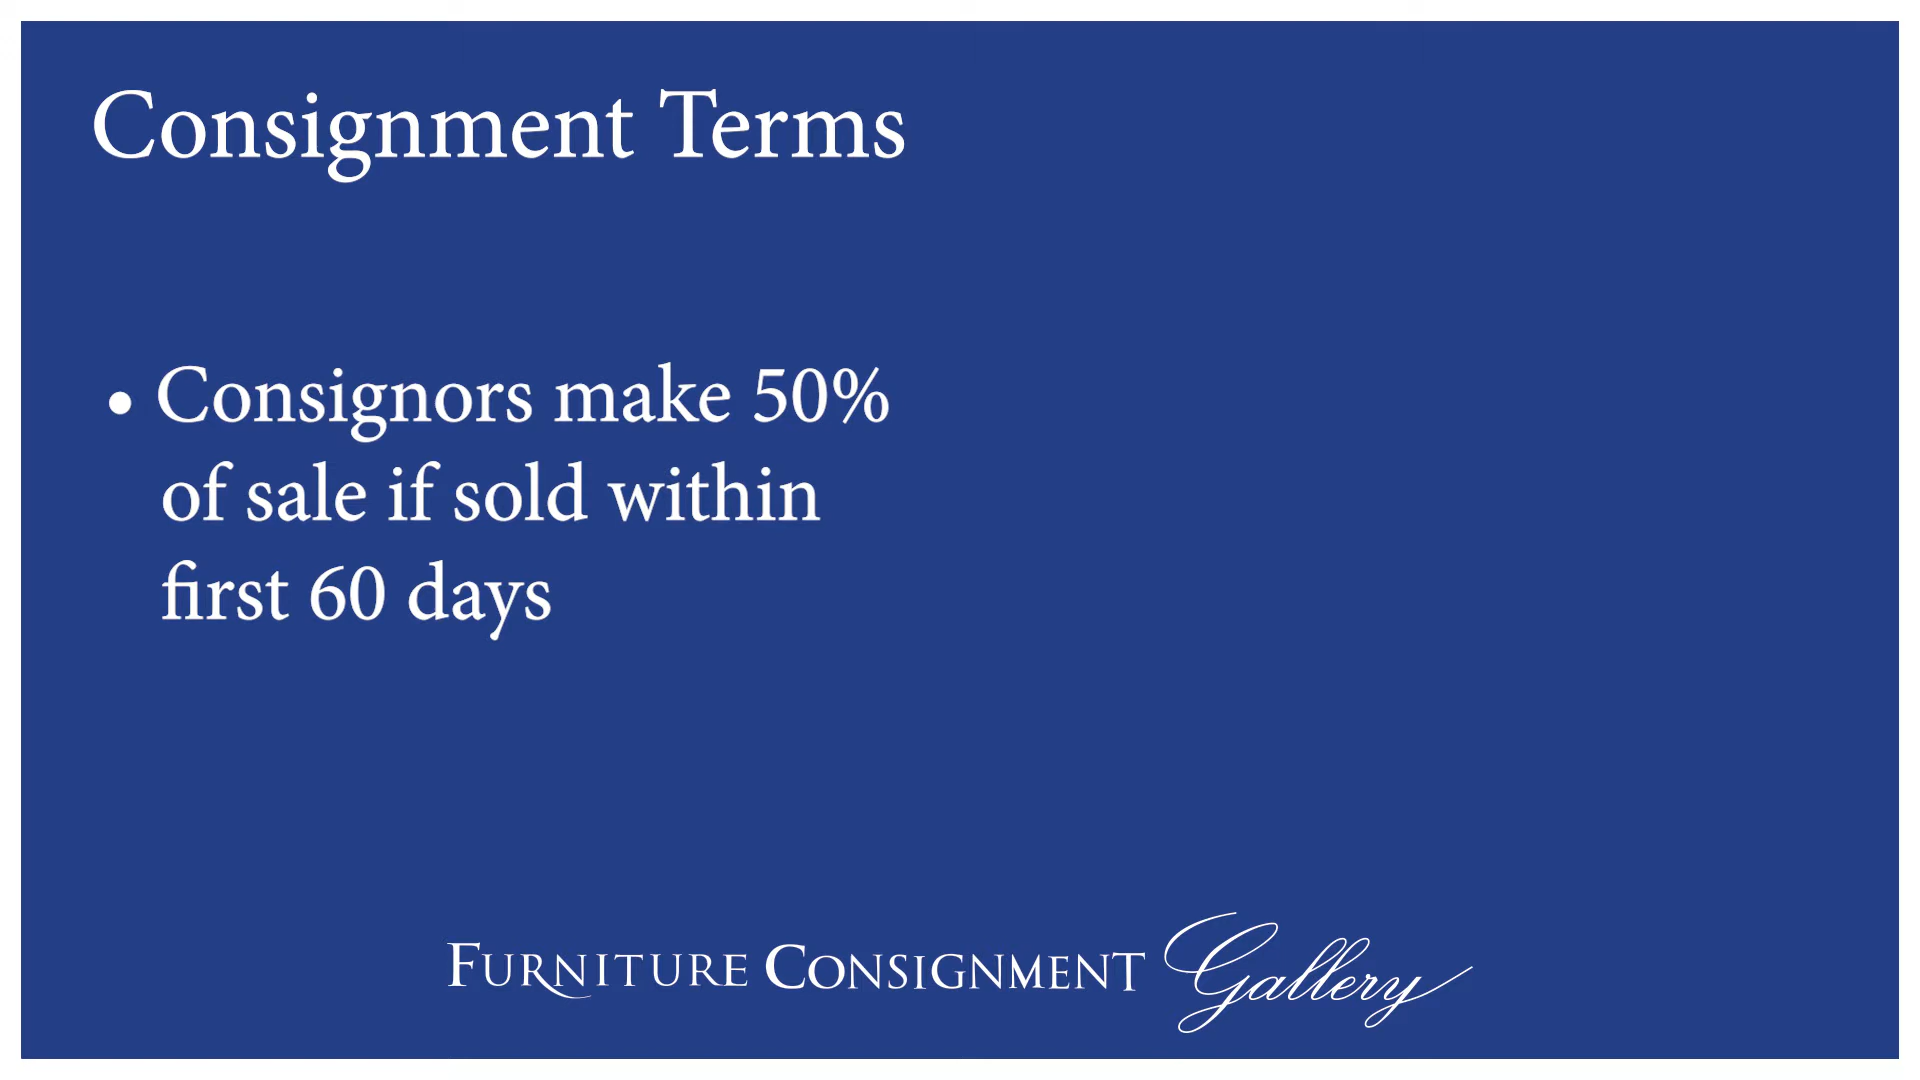 Consignment Terms
• Consignors make 50%
of sale if sold within
first 60 days
FURNITURE CONSIGNMENT Gallery